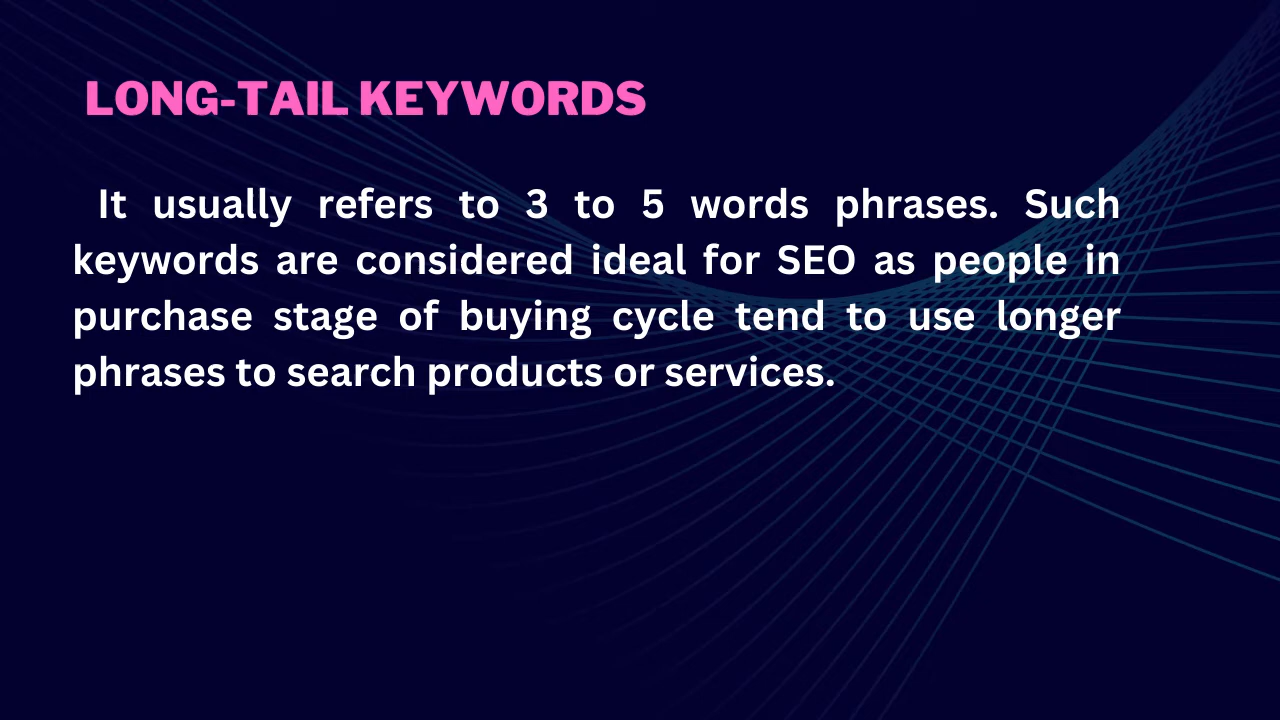 LONG-TAIL KEYWORDS
It usually refers to 3 to 5 words phrases. Such
keywords are considered ideal for SEO as people in
purchase stage of buying cycle tend to use longer
phrases to search products or services.